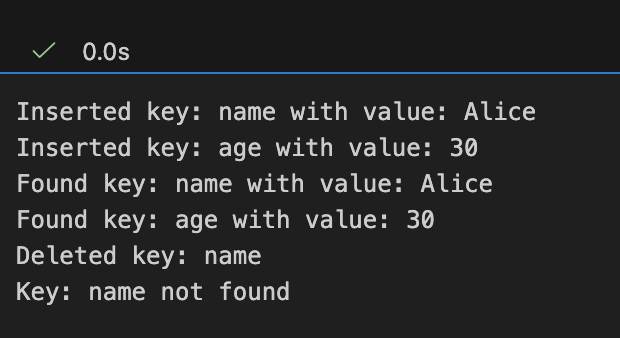 0.0s
Inserted key: name with value: Alice
Inserted key: age with value: 30
Found key: name with value: Alice
Found key: age with value: 30
Deleted key: name
Key: name not found